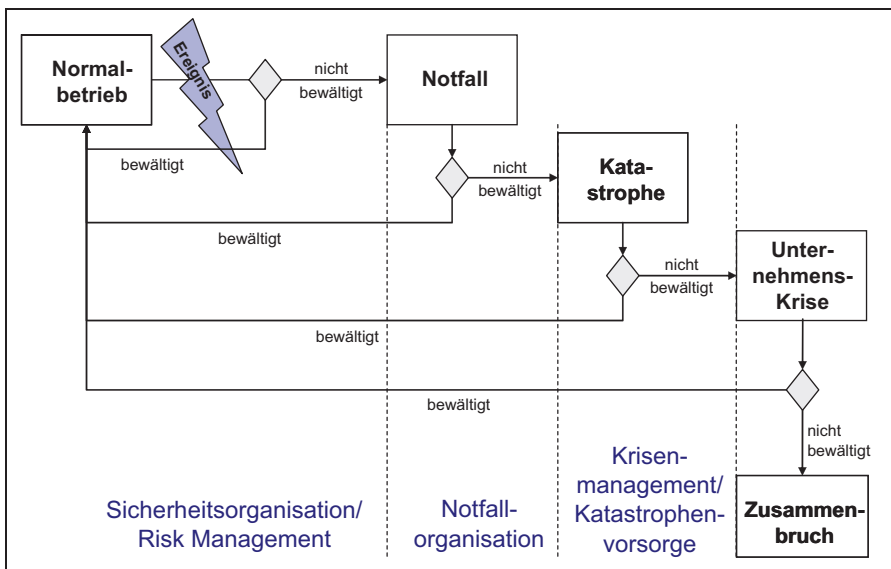 Normal-
betrieb
Ereignis
nicht
bewältigt
Notfall
bewältigt
nicht
bewältigt
Kata-
strophe
bewältigt
nicht
bewältigt
Unter-
nehmens-
Krise
bewältigt
bewältigt
nicht
bewältigt
Zusammen-
bruch
Sicherheitsorganisation/
Risk Management
Notfall-
organisation
Krisen-
management/
Katastrophen-
vorsorge